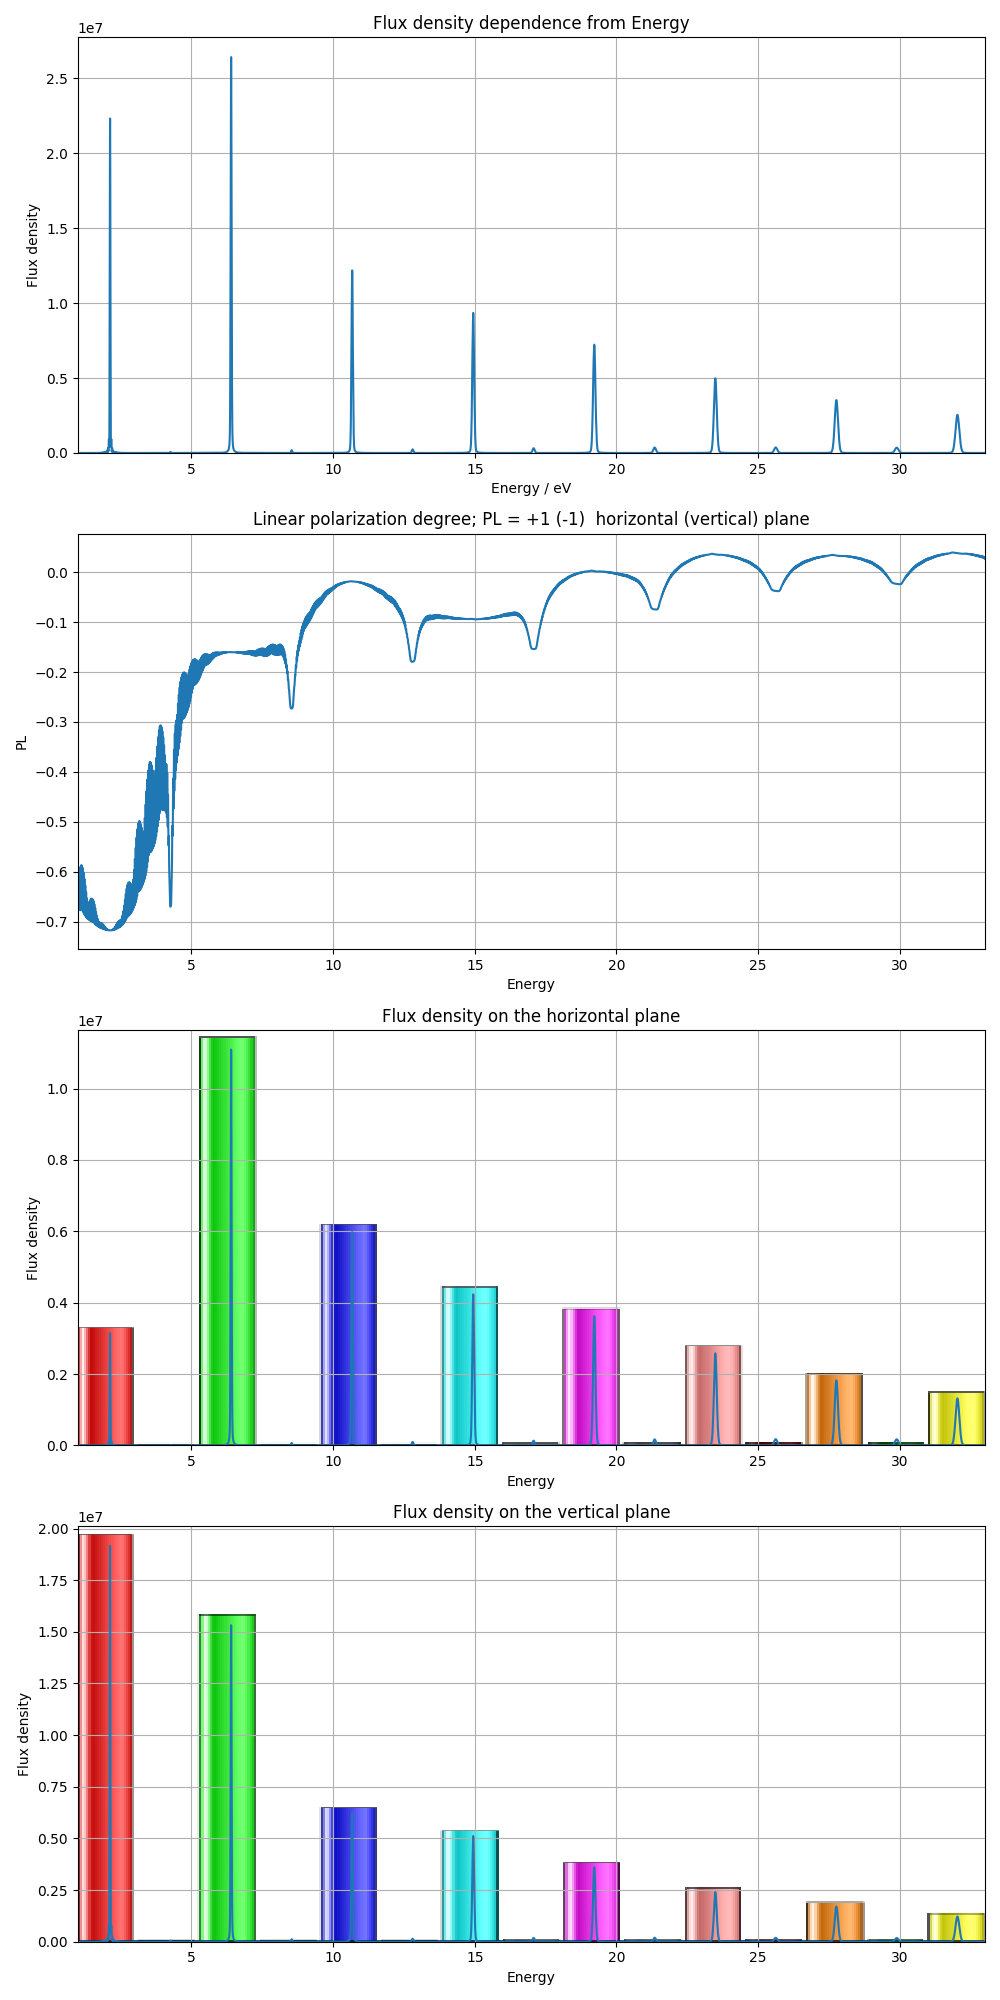 Flux density dependence from Energy
1e7
2.5
2.0
1.5
1.0
0.5
0.0
Flux density
5 10 15 20 25 30
Energy / eV
Linear polarization degree; PL = +1 (-1)  horizontal (vertical) plane
0.0
−0.1
−0.2
−0.3
−0.4
−0.5
−0.6
−0.7
PL
5 10 15 20 25 30
Energy
Flux density on the horizontal plane
1e7
1.0
0.8
0.6
0.4
0.2
0.0
Flux density
5 10 15 20 25 30
Energy
Flux density on the vertical plane
1e7
2.00
1.75
1.50
1.25
1.00
0.75
0.50
0.25
0.00
Flux density
5 10 15 20 25 30
Energy